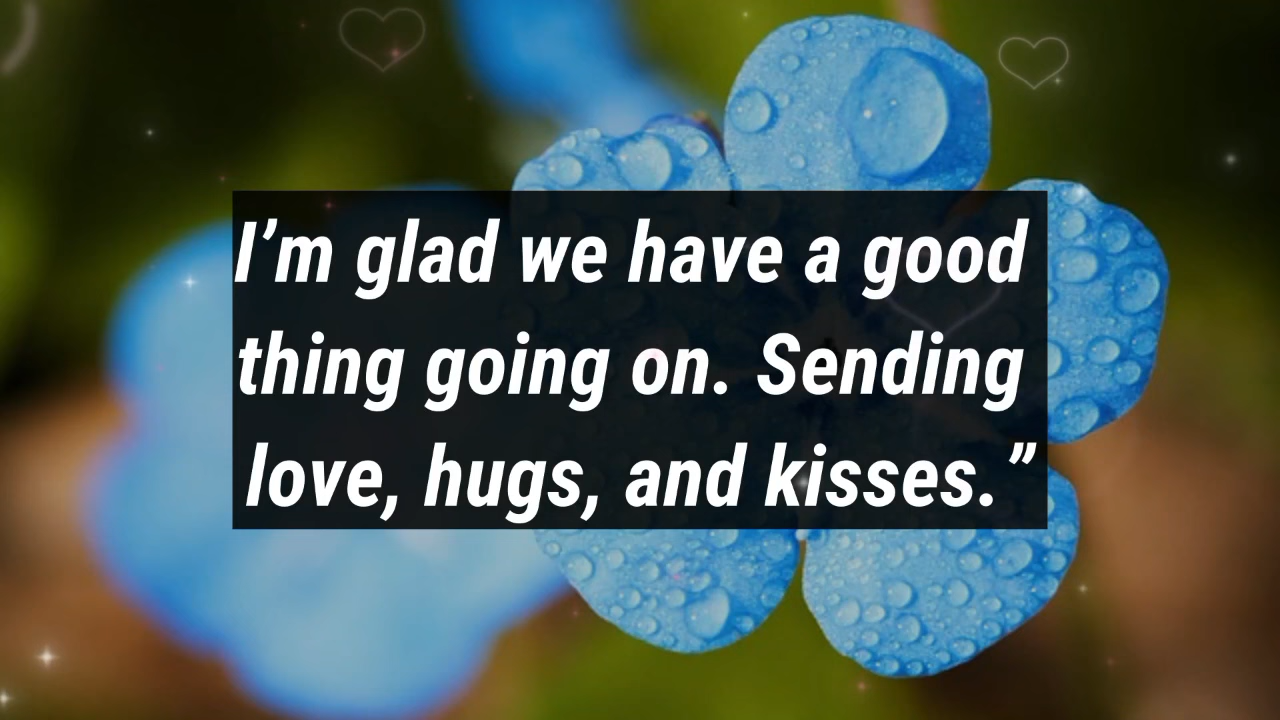 I’m glad we have a good
thing going on. Sending
love, hugs, and kisses.”